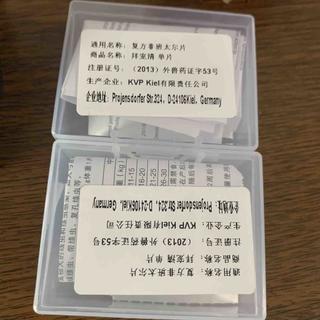 通用名称：复方非班太尔片
商品名称：拜宠清 单片
注册证号：（2013）外兽药证字53号
生产企业：KVP Kiel有限责任公司
企业地址：Projensdorfer Str.324，D-24106Kiel，Germany
通用名称：复方非班太尔片
商品名称：拜宠清 单片
注册证号：（2013）外兽药证字53号
生产企业：KVP Kiel有限责任公司
企业地址：Projensdorfer Str.324，D-24106Kiel，Germany